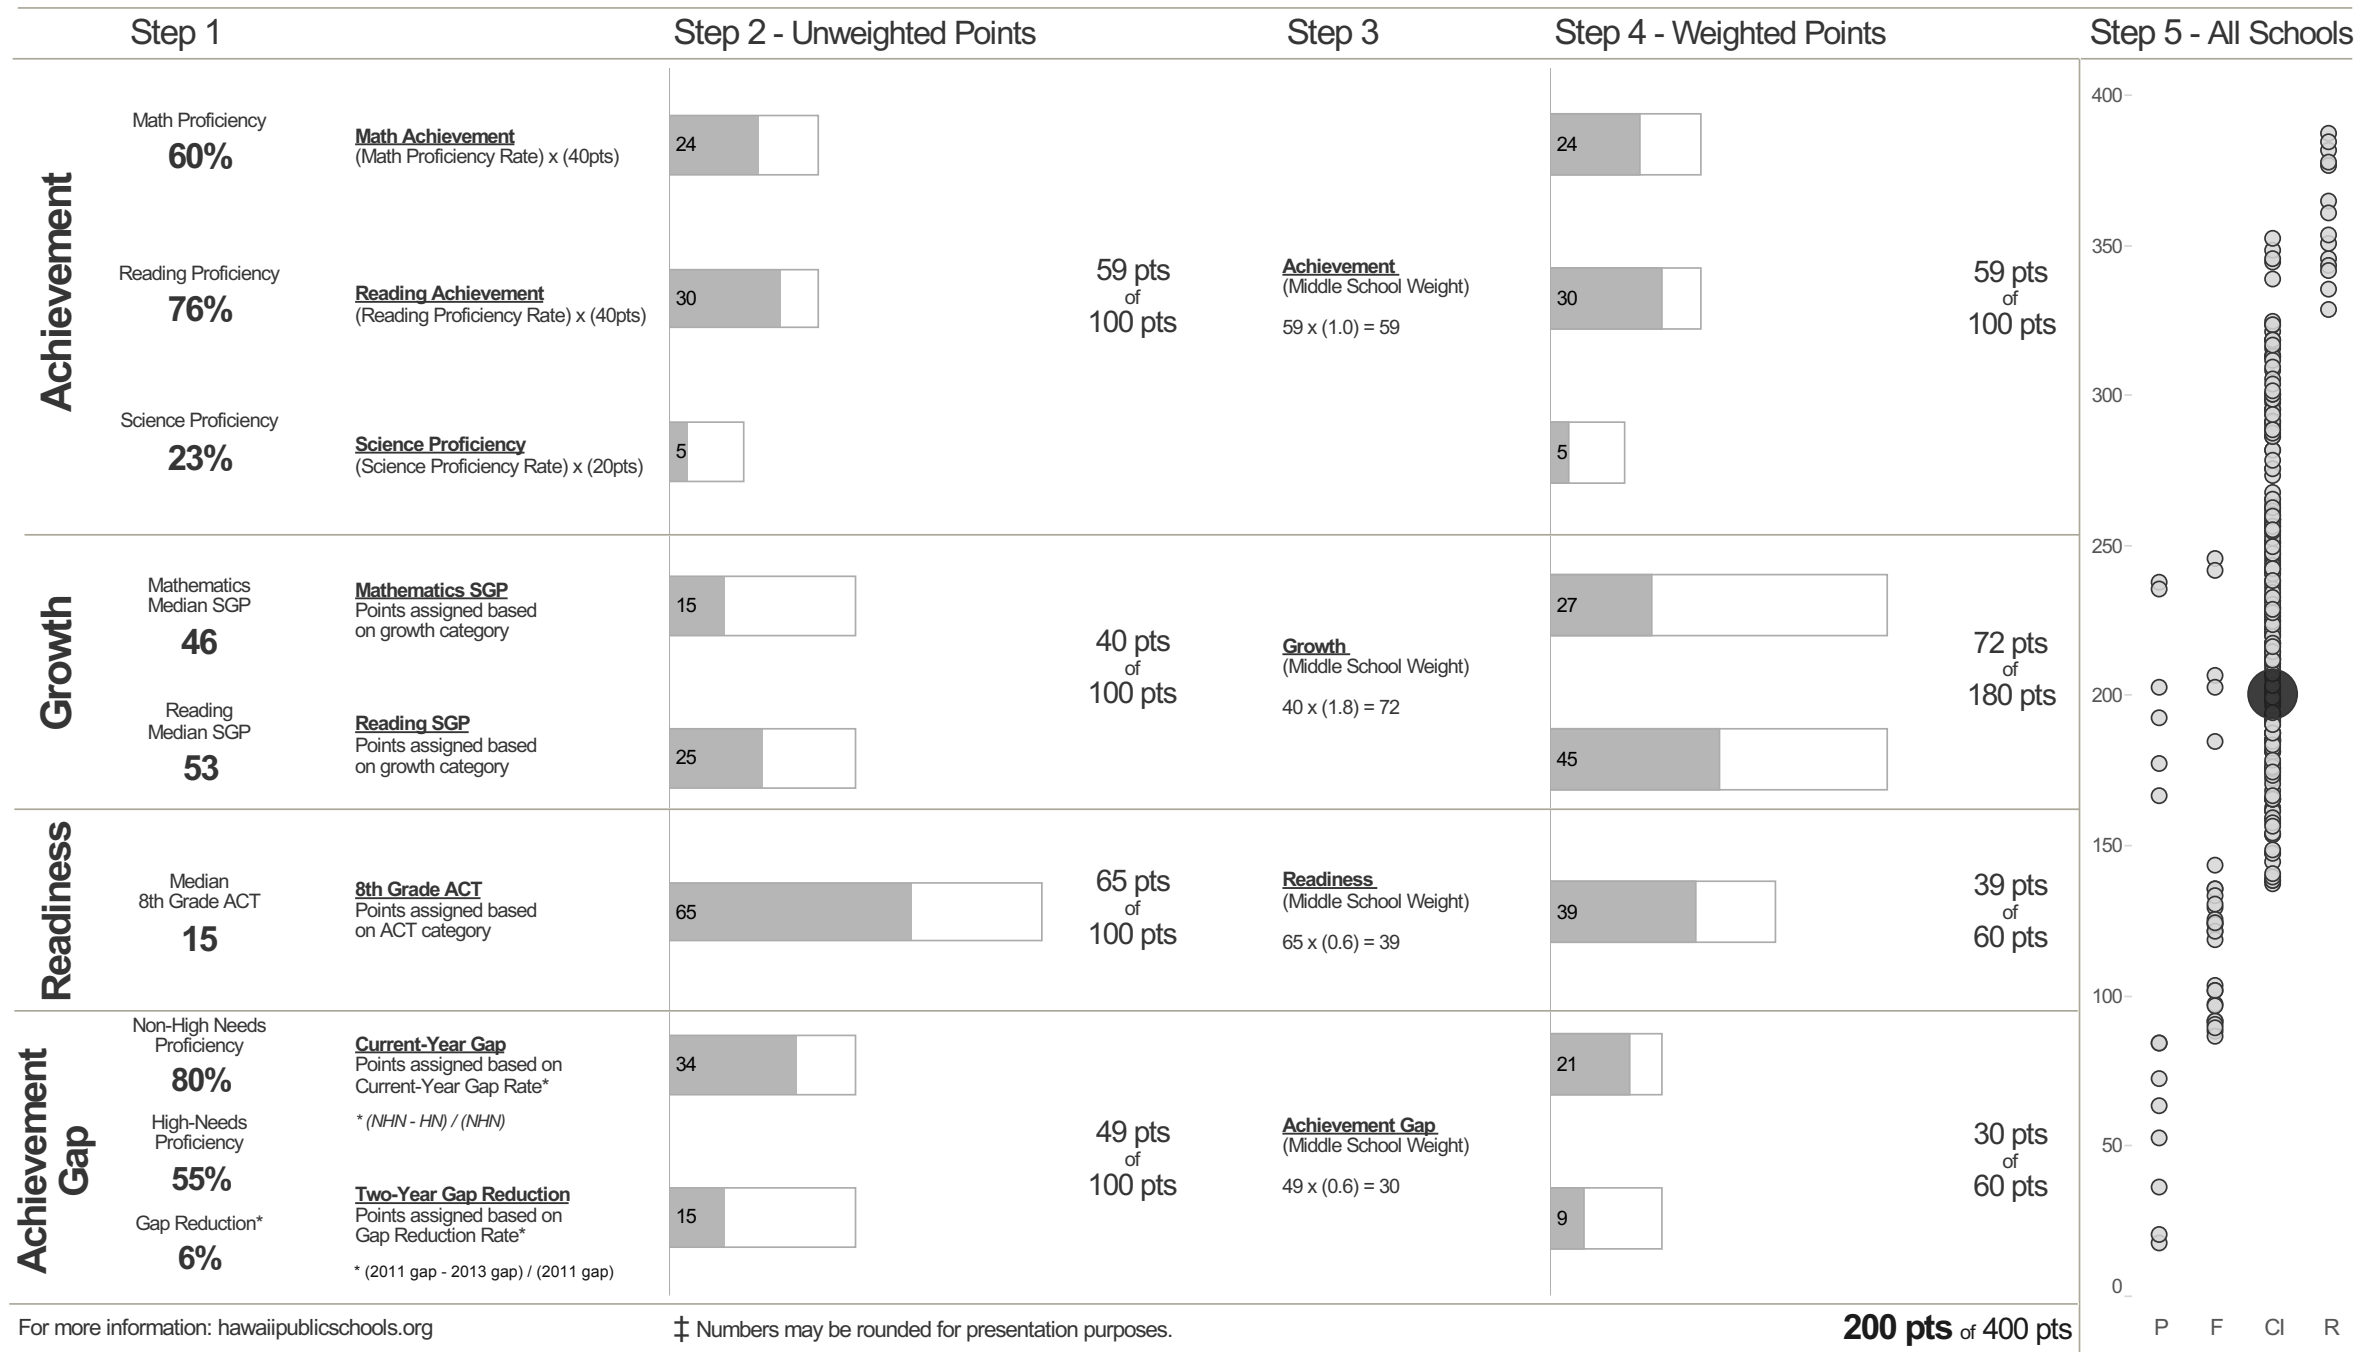 Step 1
Step 2 - Unweighted Points
Step 3
Step 4 - Weighted Points
Step 5 - All Schools
Achievement
Math Proficiency
60%
Math Achievement
(Math Proficiency Rate) x (40pts)
24
24
Reading Proficiency
76%
Reading Achievement
(Reading Proficiency Rate) x (40pts)
30
59 pts
of
100 pts
Achievement
(Middle School Weight)
59 x (1.0) = 59
30
59 pts
of
100 pts
Science Proficiency
23%
Science Proficiency
(Science Proficiency Rate) x (20pts)
5
5
Growth
Mathematics
Median SGP
46
Mathematics SGP
Points assigned based
on growth category
15
40 pts
of
100 pts
Growth
(Middle School Weight)
40 x (1.8) = 72
27
72 pts
of
180 pts
Reading
Median SGP
53
Reading SGP
Points assigned based
on growth category
25
45
Readiness
Median
8th Grade ACT
15
8th Grade ACT
Points assigned based
on ACT category
65
65 pts
of
100 pts
Readiness
(Middle School Weight)
65 x (0.6) = 39
39
39 pts
of
60 pts
Achievement
Gap
Non-High Needs
Proficiency
80%
Current-Year Gap
Points assigned based on
Current-Year Gap Rate*
* (NHN - HN) / (NHN)
34
21
High-Needs
Proficiency
55%
49 pts
of
100 pts
Achievement Gap
(Middle School Weight)
49 x (0.6) = 30
30 pts
of
60 pts
Gap Reduction*
6%
Two-Year Gap Reduction
Points assigned based on
Gap Reduction Rate*
* (2011 gap - 2013 gap) / (2011 gap)
15
9
400
350
300
250
200
150
100
50
0
P
F
CI
R
For more information: hawaiipublicschools.org
‡ Numbers may be rounded for presentation purposes.
200 pts of 400 pts